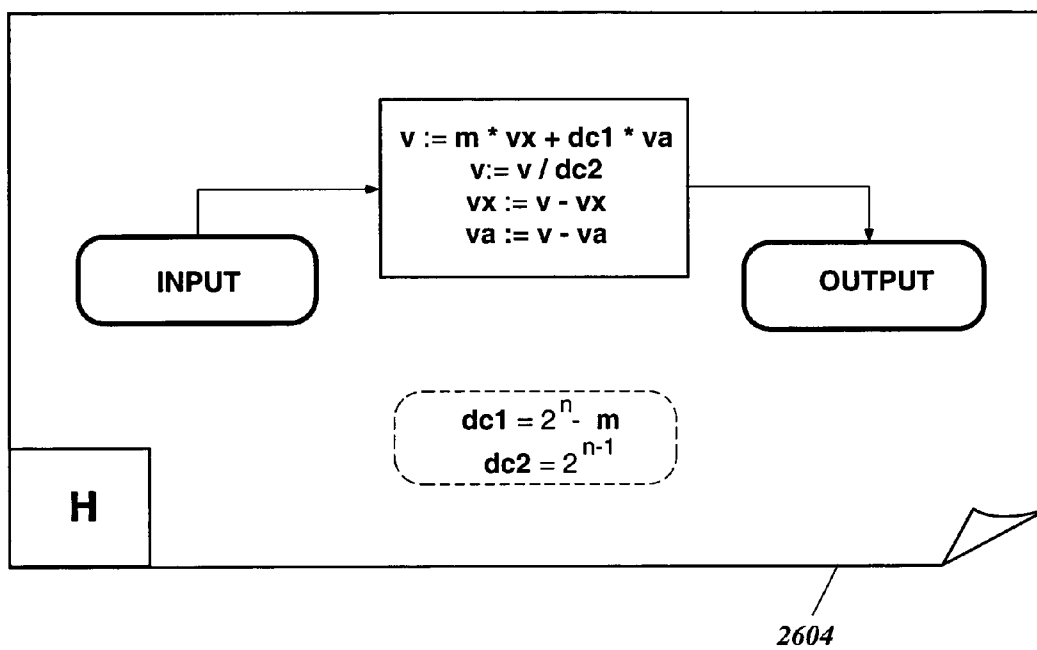 v := m * vx + dc1 * va
v:= v / dc2
vx := v - vx
va := v - va
INPUT
OUTPUT
dc1 = 2^n - m
dc2 = 2^n-1
H
2604